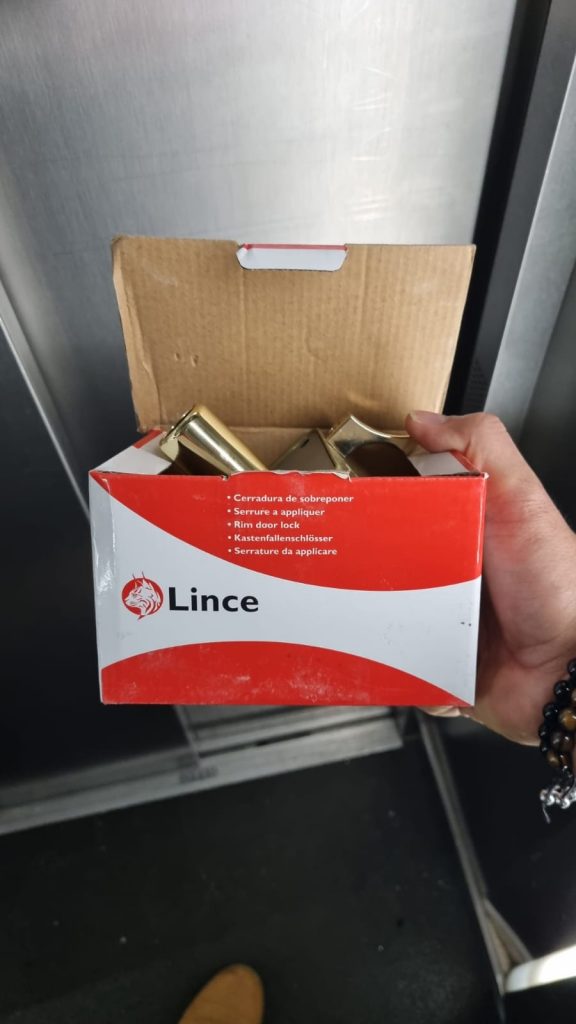 • Cerradura de sobreponer
• Serrure a appliquer
• Rim door lock
• Kastenfallenschlösser
• Serrature da applicare
Lince